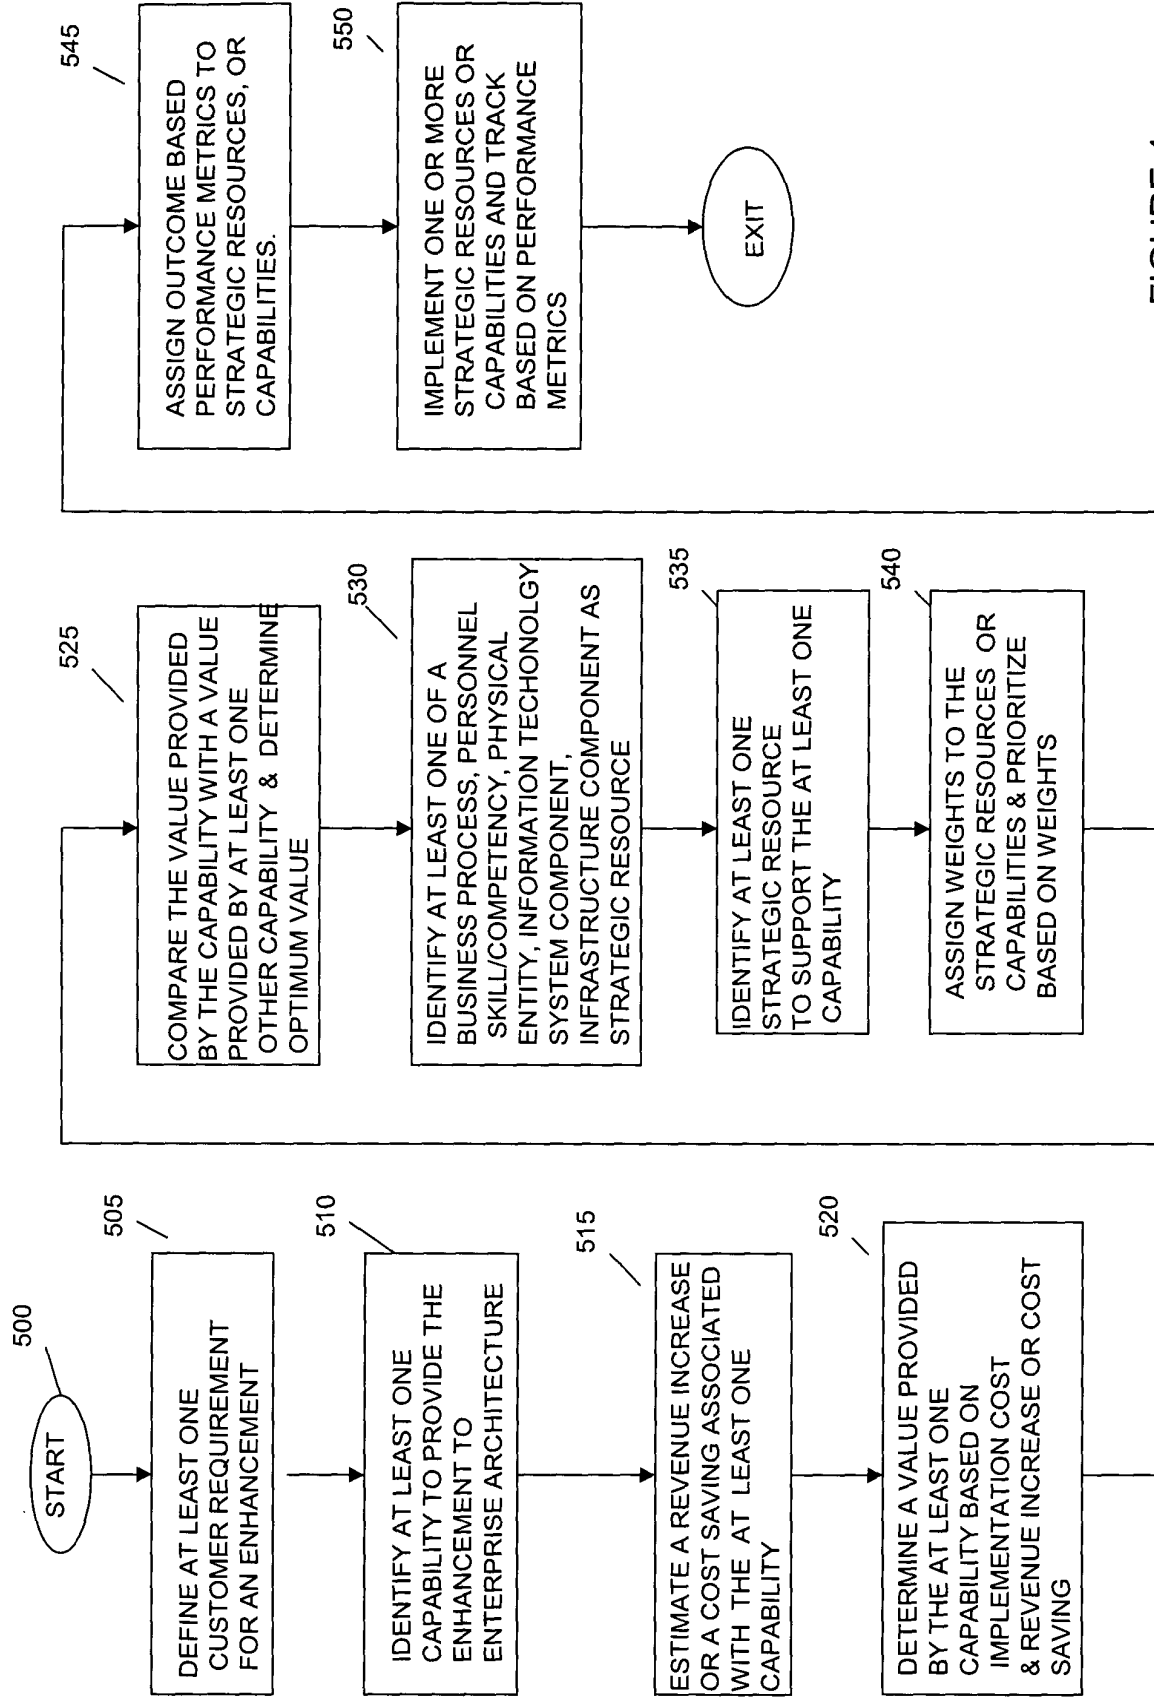 500
START
505
DEFINE AT LEAST ONE
CUSTOMER REQUIREMENT
FOR AN ENHANCEMENT
510
IDENTIFY AT LEAST ONE
CAPABILITY TO PROVIDE THE
ENHANCEMENT TO
ENTERPRISE ARCHITECTURE
515
ESTIMATE A REVENUE INCREASE
OR A COST SAVING ASSOCIATED
WITH THE AT LEAST ONE
CAPABILITY
520
DETERMINE A VALUE PROVIDED
BY THE AT LEAST ONE
CAPABILITY BASED ON
IMPLEMENTATION COST
& REVENUE INCREASE OR COST
SAVING
525
COMPARE THE VALUE PROVIDED
BY THE CAPABILITY WITH A VALUE
PROVIDED BY AT LEAST ONE
OTHER CAPABILITY & DETERMINE
OPTIMUM VALUE
530
IDENTIFY AT LEAST ONE OF A
BUSINESS PROCESS, PERSONNEL
SKILL/COMPETENCY, PHYSICAL
ENTITY, INFORMATION TECHONOLGY
SYSTEM COMPONENT,
INFRASTRUCTURE COMPONENT AS
STRATEGIC RESOURCE
535
IDENTIFY AT LEAST ONE
STRATEGIC RESOURCE
TO SUPPORT THE AT LEAST ONE
CAPABILITY
540
ASSIGN WEIGHTS TO THE
STRATEGIC RESOURCES OR
CAPABILITIES & PRIORITIZE
BASED ON WEIGHTS
545
ASSIGN OUTCOME BASED
PERFORMANCE METRICS TO
STRATEGIC RESOURCES, OR
CAPABILITIES.
550
IMPLEMENT ONE OR MORE
STRATEGIC RESOURCES OR
CAPABILITIES AND TRACK
BASED ON PERFORMANCE
METRICS
EXIT